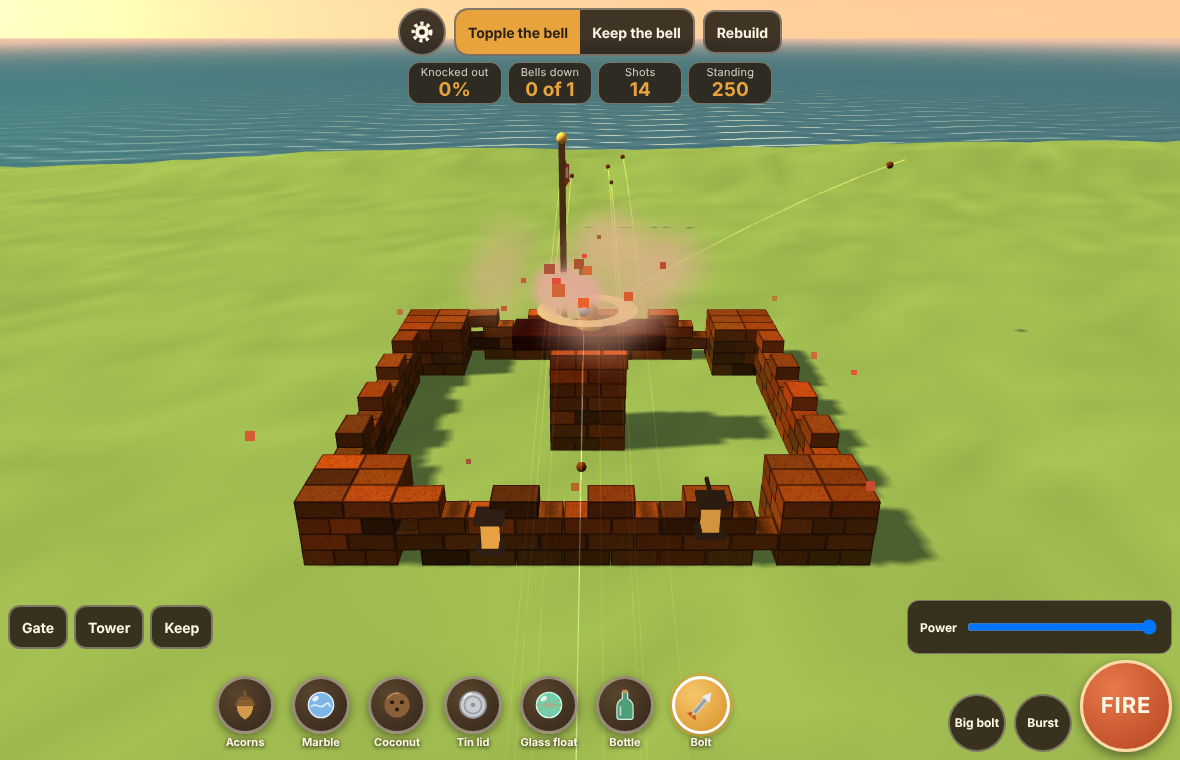 Topple the bell
Keep the bell
Rebuild
Knocked out
0%
Bells down
0 of 1
Shots
14
Standing
250
Gate
Tower
Keep
Power
Acorns
Marble
Coconut
Tin lid
Glass float
Bottle
Bolt
Big bolt
Burst
FIRE